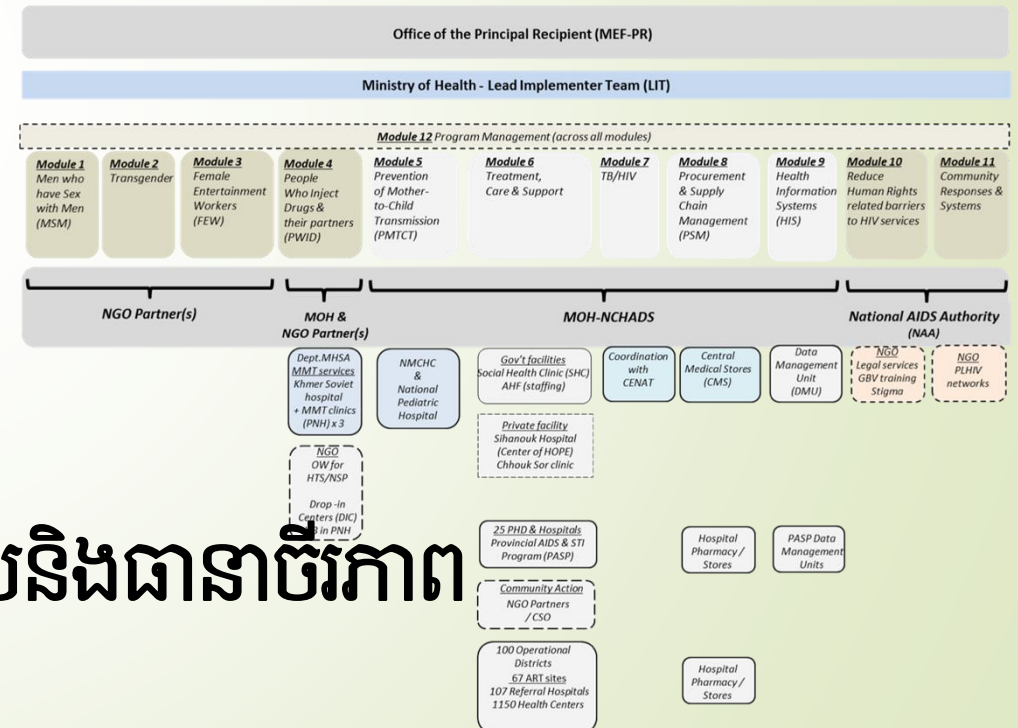 Office of the Principal Recipient (MEF-PR)
Ministry of Health - Lead Implementer Team (LIT)
Module 12 Program Management (across all modules)
Module 1
Men who
have Sex
with Men
(MSM)
Module 2
Transgender
Module 3
Female
Entertainment
Workers
(FEW)
Module 4
People
Who Inject
Drugs &
their partners
(PWID)
Module 5
Prevention
of Mother-
to-Child
Transmission
(PMTCT)
Module 6
Treatment,
Care & Support
Module 7
TB/HIV
Module 8
Procurement
& Supply
Chain
Management
(PSM)
Module 9
Health
Information
Systems
(HIS)
Module 10
Reduce
Human Rights
related barriers
to HIV services
Module 11
Community
Responses &
Systems
NGO Partner(s)
MOH &
NGO Partner(s)
MOH-NCHADS
National AIDS Authority
(NAA)
Dept.MHSA
MMT services
Khmer Soviet
hospital
+ MMT clinics
(PNH) x 3
NMCHC
&
National
Pediatric
Hospital
Gov't facilities
Social Health Clinic (SHC)
AHF (staffing)
Coordination
with
CENAT
Central
Medical Stores
(CMS)
Data
Management
Unit
(DMU)
NGO
Legal services
GBV training
Stigma
NGO
PLHIV
networks
NGO
OW for
HTS/NSP
Drop -in
Centers (DIC)
in PNH
Private facility
Sihanouk Hospital
(Center of HOPE)
Chhouk Sor clinic
25 PHD & Hospitals
Provincial AIDS & STI
Program (PASP)
Hospital
Pharmacy /
Stores
PASP Data
Management
Units
និងធានាចីរភាព
Community Action
NGO Partners
/ CSO
100 Operational
Districts
67 ART sites
107 Referral Hospitals
1150 Health Centers
Hospital
Pharmacy /
Stores